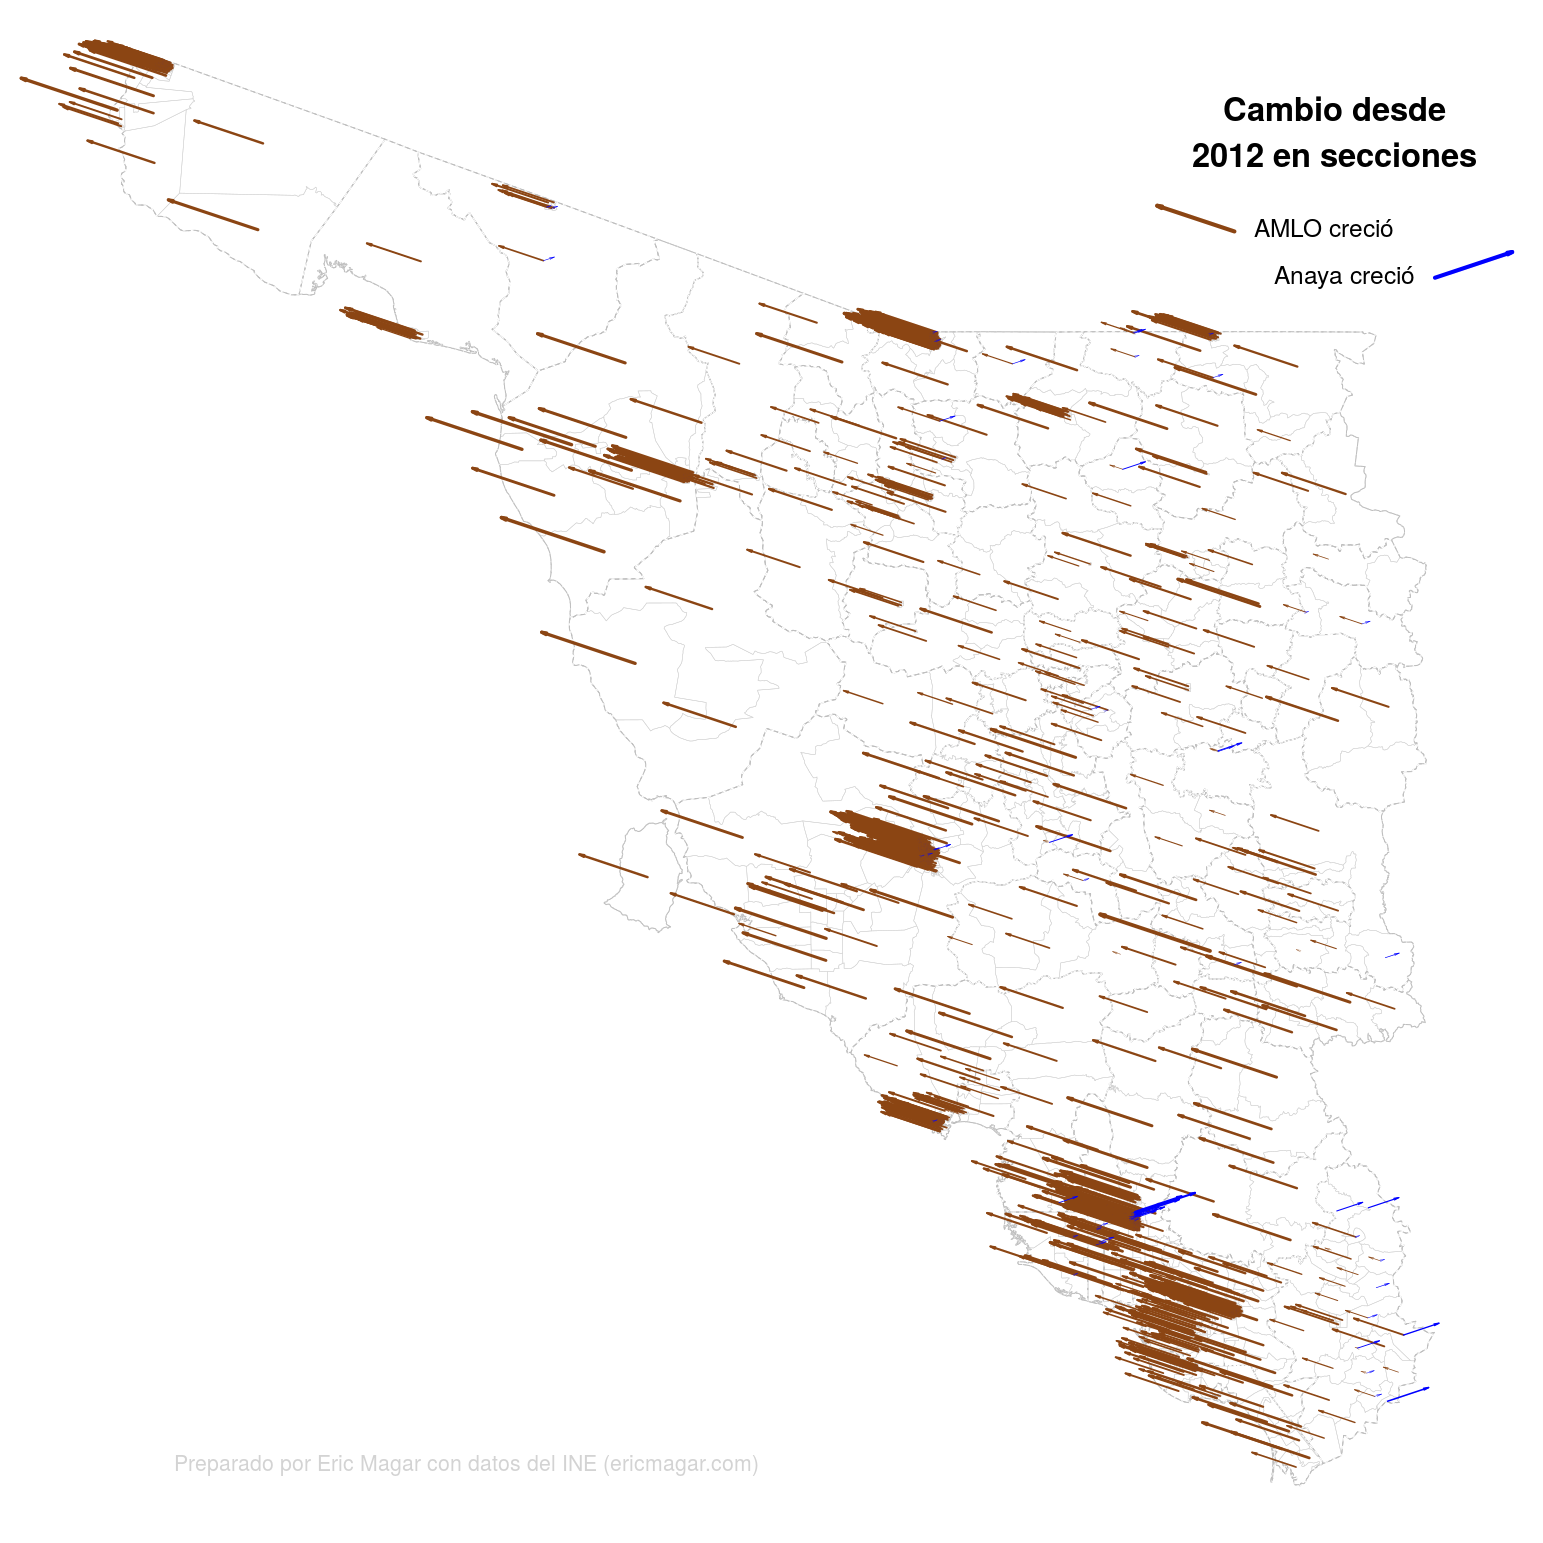 Cambio desde
2012 en secciones
AMLO creció
Anaya creció
Preparado por Eric Magar con datos del INE (ericmagar.com)